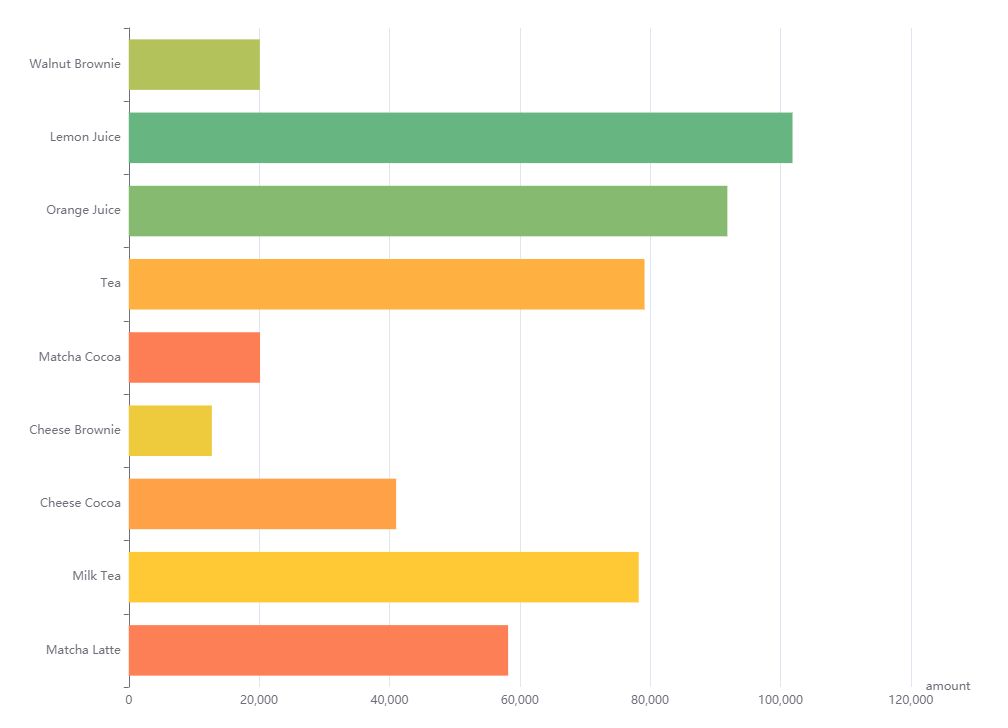 Walnut Brownie
Lemon Juice
Orange Juice
Tea
Matcha Cocoa
Cheese Brownie
Cheese Cocoa
Milk Tea
Matcha Latte
amount
0 20,000 40,000 60,000 80,000 100,000 120,000